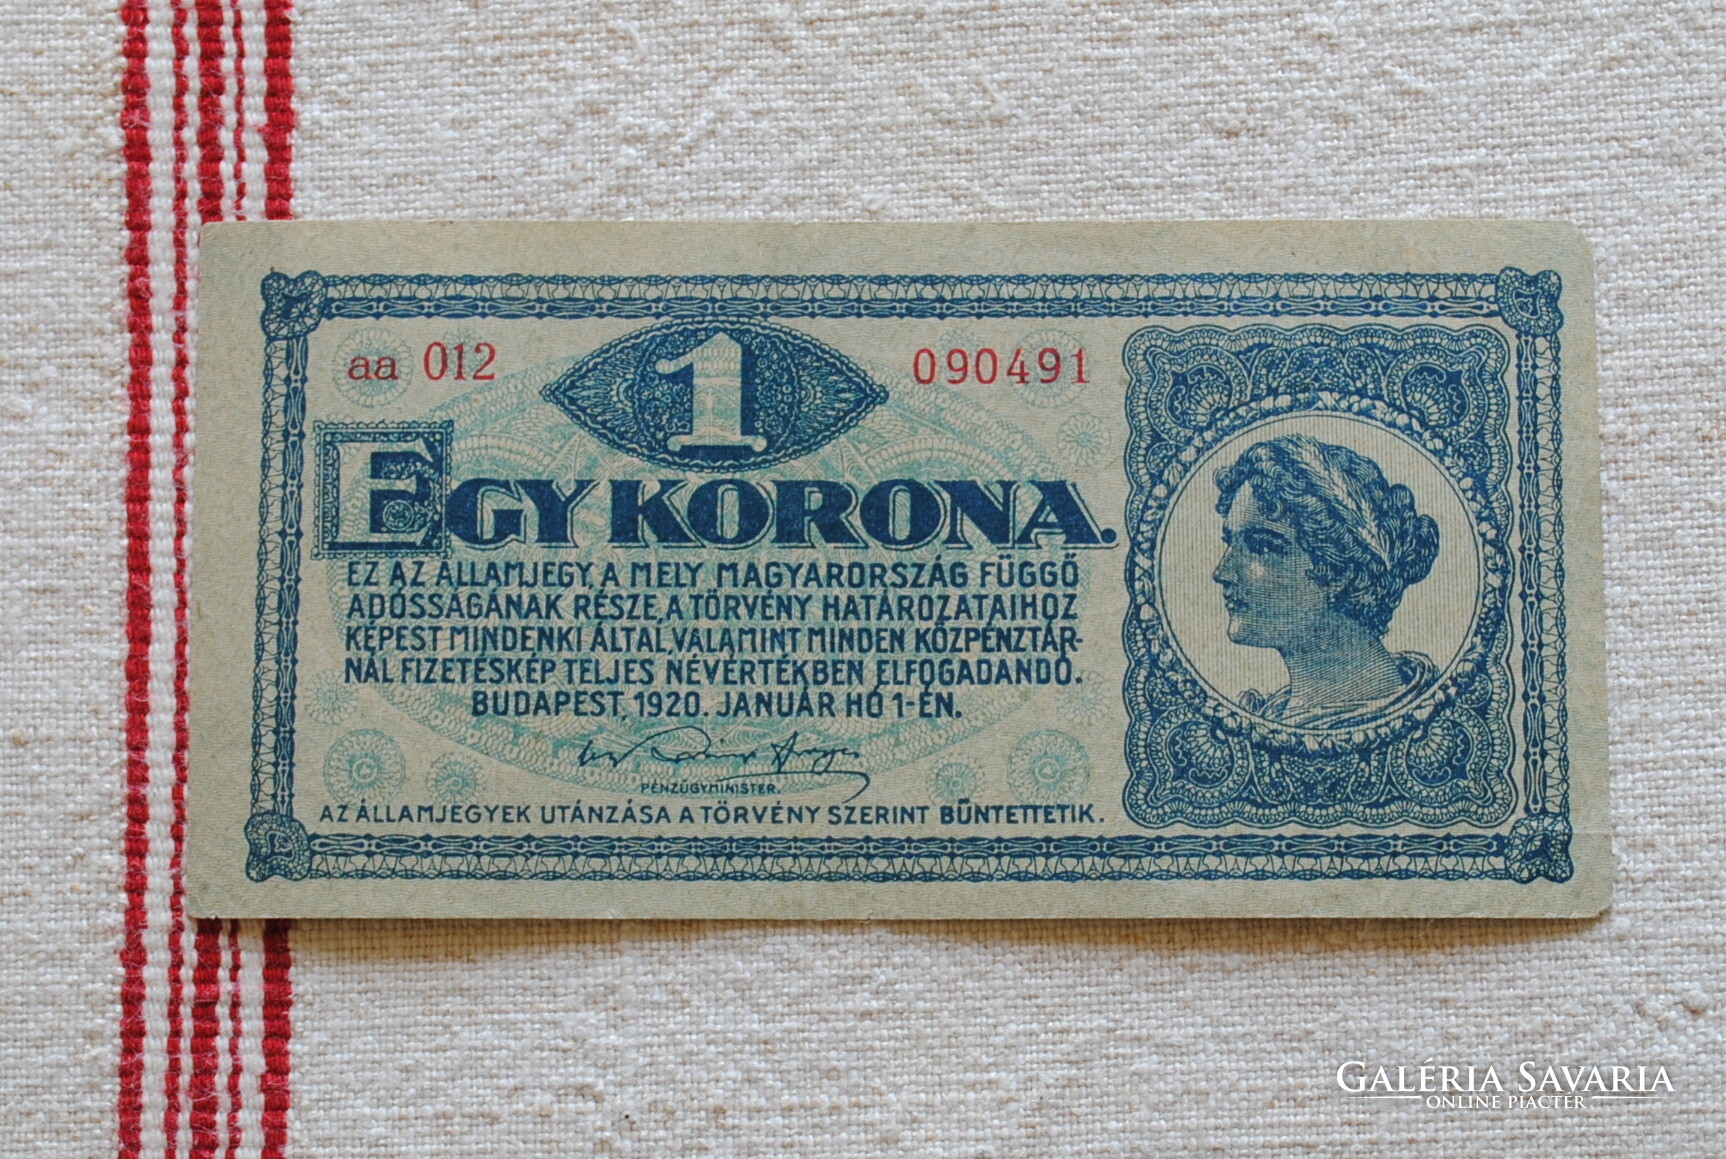 aa 012
1
090491
EGY KORONA.
EZ AZ ÁLLAMJEGY, A MELY MAGYARORSZÁG FÜGGŐ
ADÓSSÁGÁNAK RÉSZE, A TÖRVÉNY HATÁROZATAIHOZ
KÉPEST MINDENKI ÁLTAL, VALAMINT MINDEN KÖZPÉNZTÁR-
NÁL FIZETÉSKÉP TELJES NÉVÉRTÉKBEN ELFOGADANDÓ.
BUDAPEST, 1920. JANUÁR HÓ 1-ÉN.
PÉNZÜGYMINISTER.
AZ ÁLLAMJEGYEK UTÁNZÁSA A TÖRVÉNY SZERINT BÜNTETTETIK.
GALÉRIA SAVARIA
ONLINE PIACTÉR